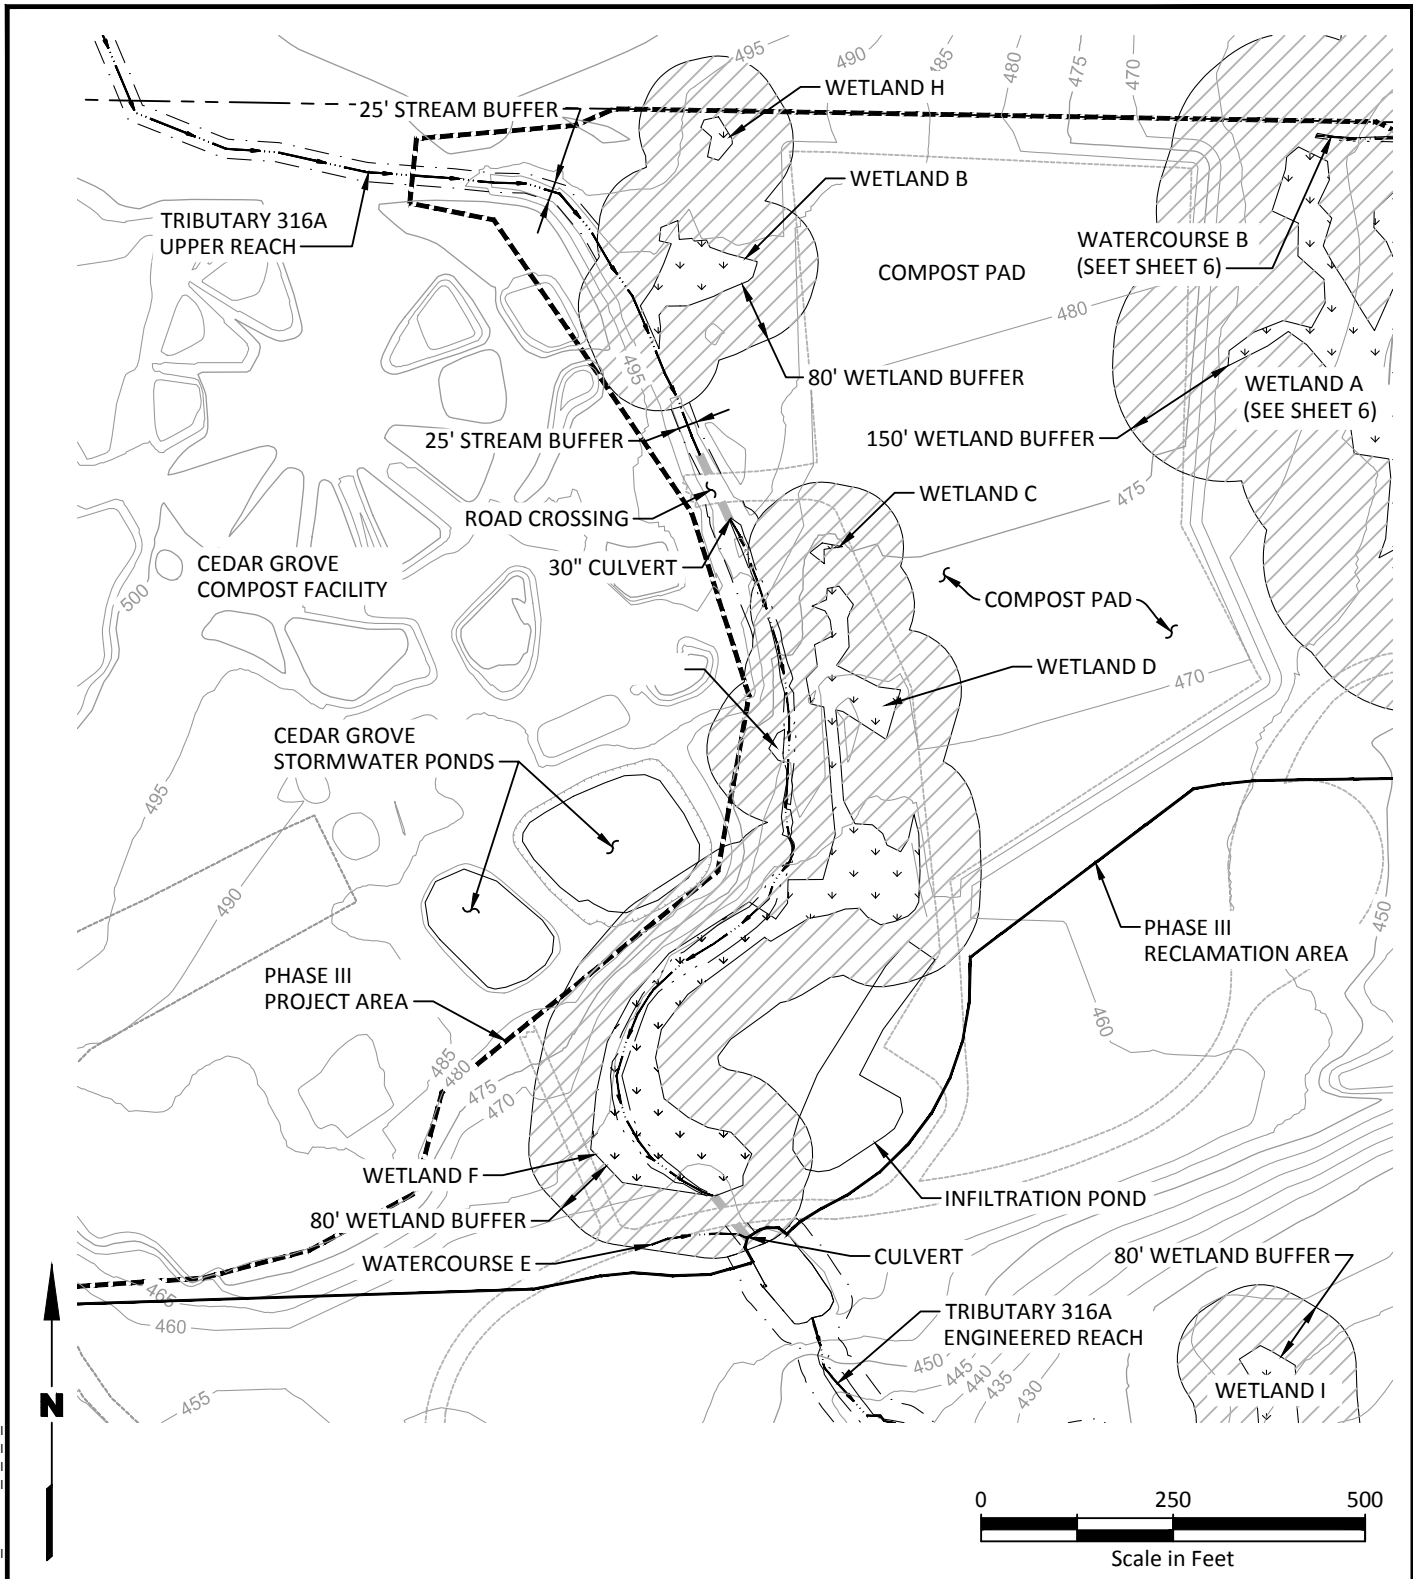 495
490
485
480
475
470
WETLAND H
25' STREAM BUFFER
WETLAND B
TRIBUTARY 316A
UPPER REACH
WATERCOURSE B
(SEET SHEET 6)
COMPOST PAD
480
495
80' WETLAND BUFFER
WETLAND A
(SEE SHEET 6)
25' STREAM BUFFER
150' WETLAND BUFFER
475
WETLAND C
ROAD CROSSING
30" CULVERT
CEDAR GROVE
COMPOST FACILITY
500
COMPOST PAD
WETLAND D
470
CEDAR GROVE
STORMWATER PONDS
495
490
450
PHASE III
RECLAMATION AREA
PHASE III
PROJECT AREA
460
485
480
475
470
WETLAND F
INFILTRATION POND
80' WETLAND BUFFER
WATERCOURSE E
CULVERT
80' WETLAND BUFFER
465
460
TRIBUTARY 316A
ENGINEERED REACH
450
445
440
435
430
WETLAND I
455
N
0 250 500
Scale in Feet